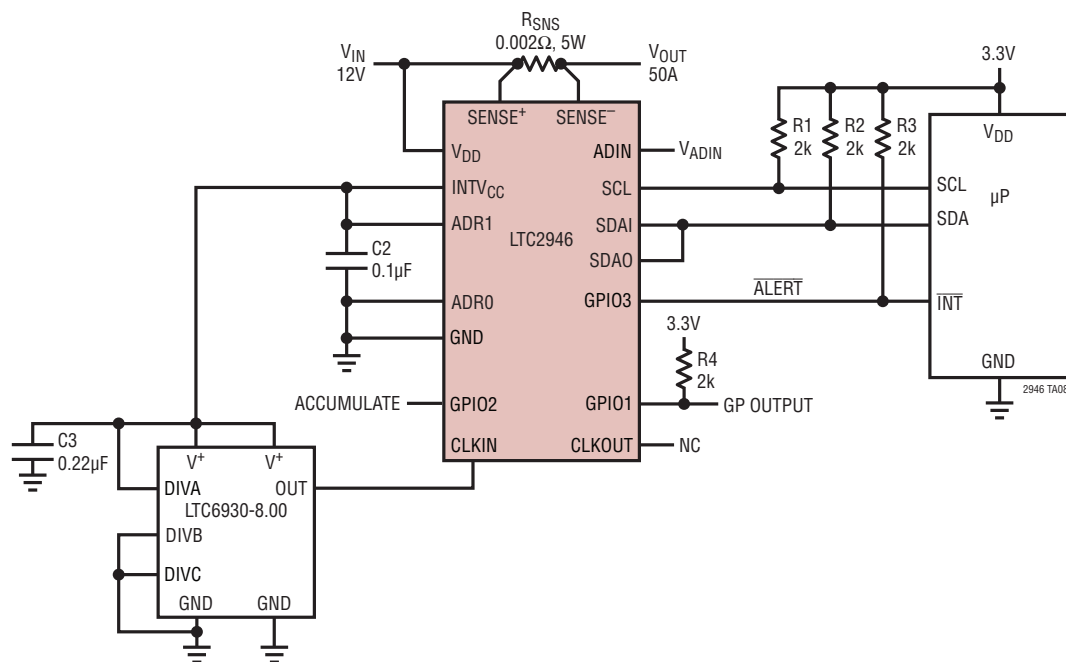 RSNS
0.002Ω, 5W
VIN
12V
VOUT
50A
3.3V
SENSE+
SENSE−
R1
2k
R2
2k
R3
2k
VDD
VDD
ADIN
VADIN
INTVCC
SCL
SCL
µP
ADR1
LTC2946
SDAI
SDA
C2
0.1µF
SDAO
ADR0
GPIO3
ALERT
INT
GND
3.3V
R4
2k
GND
2946 TA08
ACCUMULATE
GPIO2
GPIO1
GP OUTPUT
CLKIN
CLKOUT
NC
C3
0.22µF
V+
V+
DIVA
OUT
LTC6930-8.00
DIVB
DIVC
GND
GND